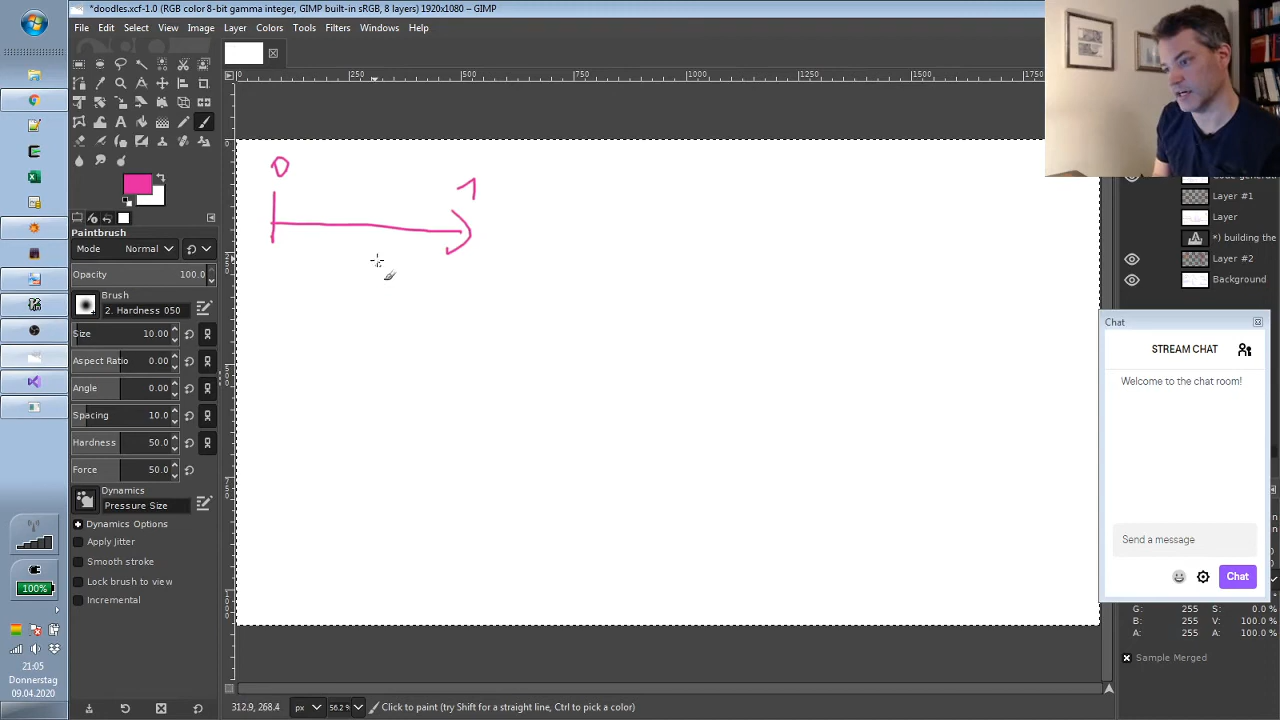 *doodles.xcf-1.0 (RGB color 8-bit gamma integer, GIMP built-in sRGB, 8 layers) 1920x1080 – GIMP
File Edit Select View Image Layer Colors Tools Filters Windows Help
0 250 500 750 1000 1250 1500 1750
0
1
Layer #1
Layer
*) building the
Layer #2
Background
Paintbrush
Mode Normal
Opacity 100.0
Brush
2. Hardness 050
Size 10.00
Aspect Ratio 0.00
Angle 0.00
Spacing 10.0
Hardness 50.0
Force 50.0
Dynamics
Pressure Size
Dynamics Options
Apply Jitter
Smooth stroke
Lock brush to view
Incremental
Chat
STREAM CHAT
Welcome to the chat room!
Send a message
Chat
G: 255 S: 0.0 %
B: 255 V: 100.0 %
A: 255 A: 100.0 %
Sample Merged
100%
21:05
Donnerstag
09.04.2020
312.9, 268.4 px 56.2 % Click to paint (try Shift for a straight line, Ctrl to pick a color)